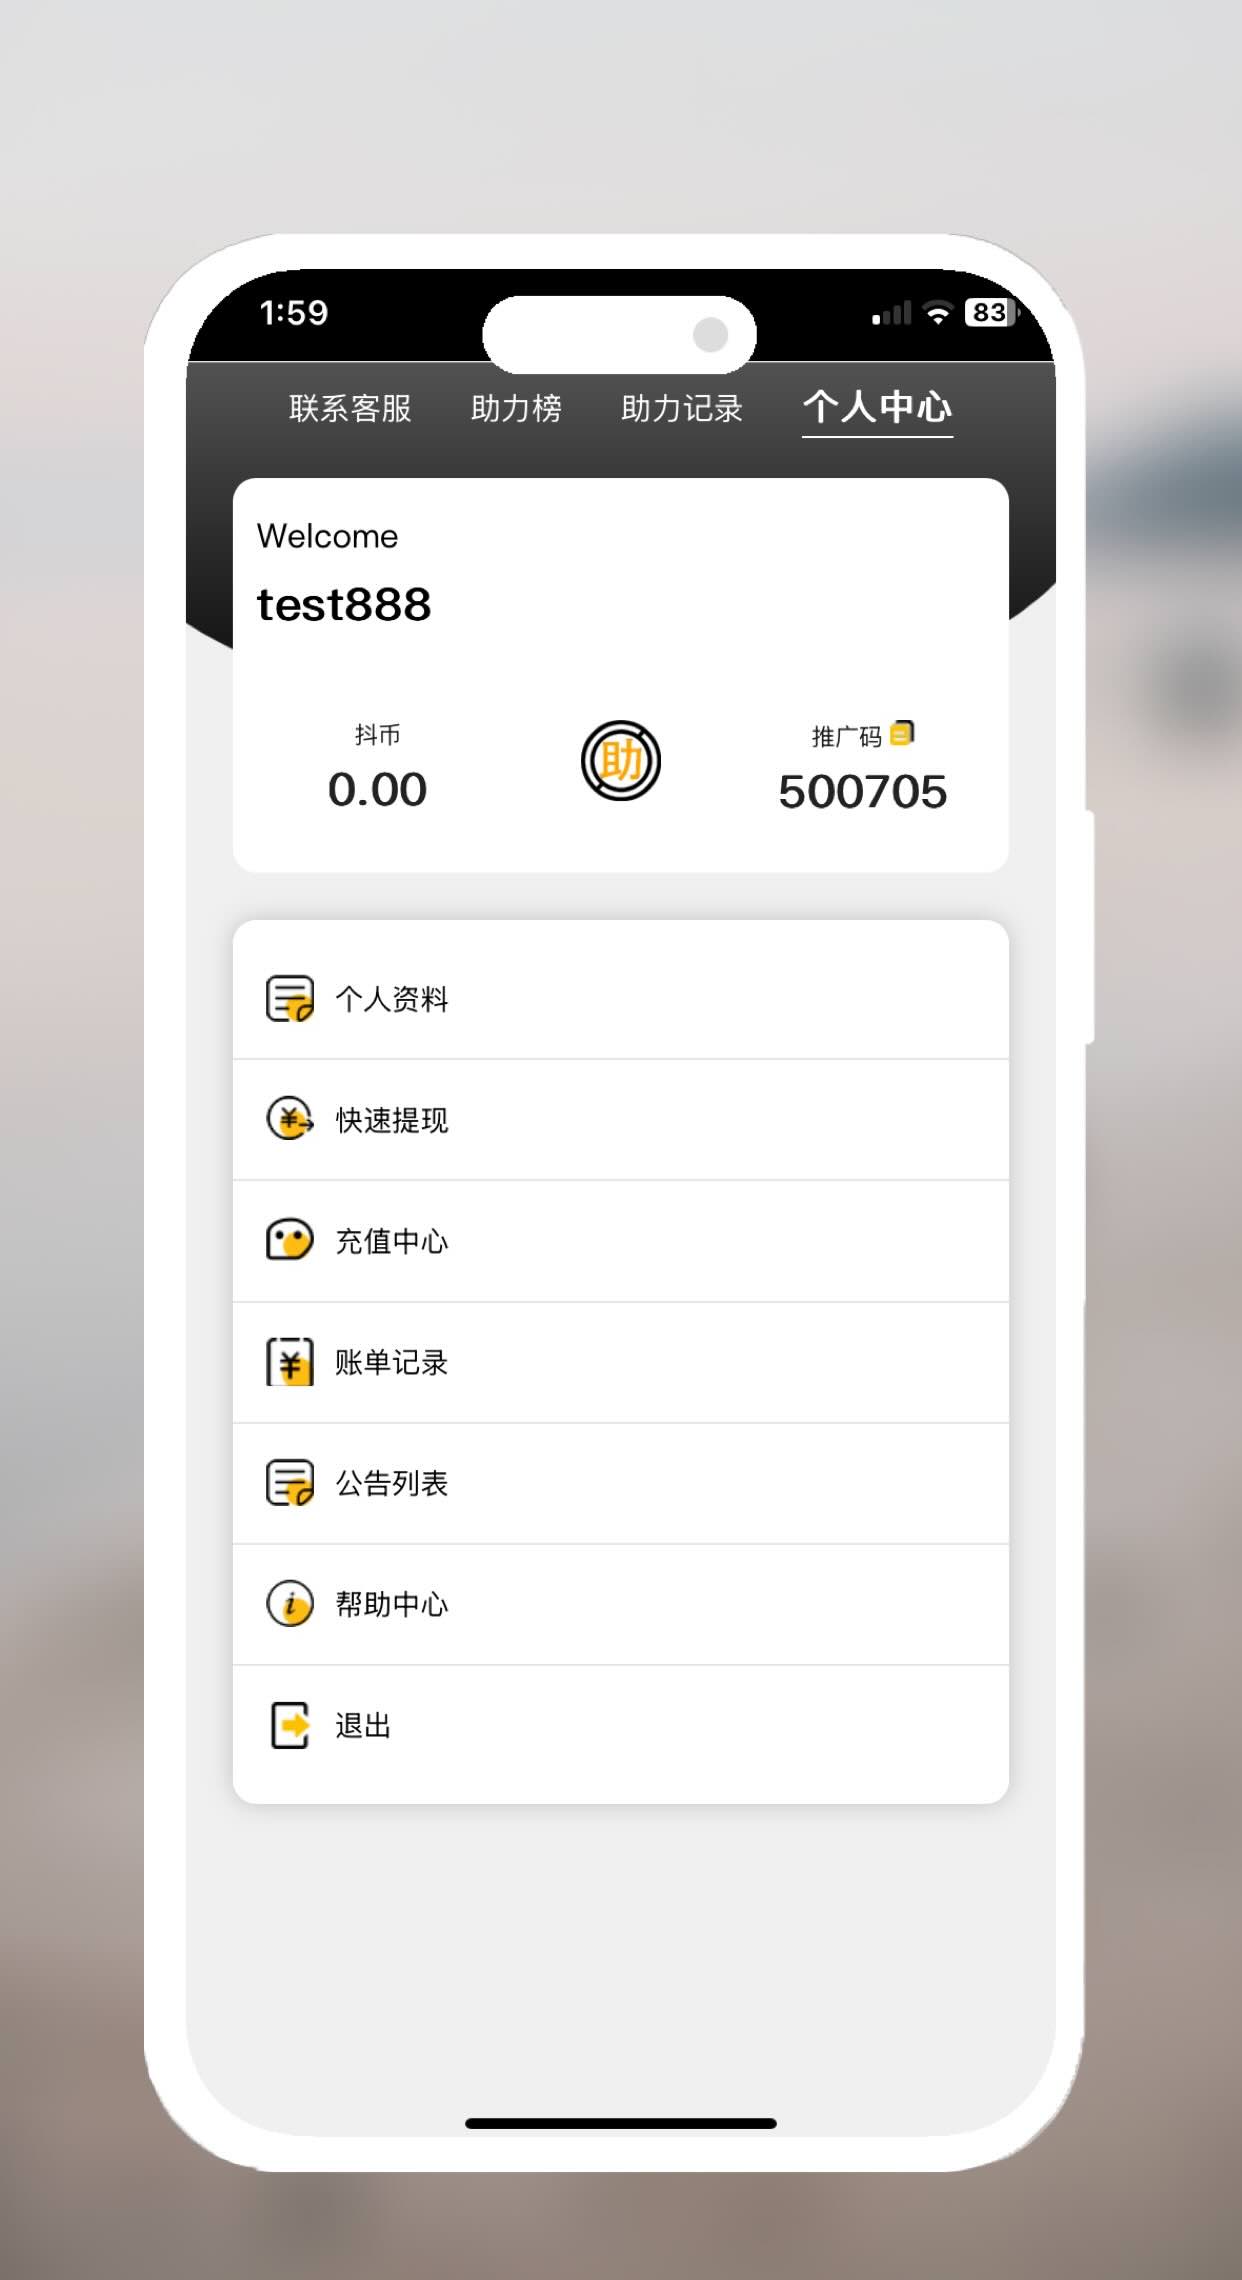 1:59
83
联系客服 助力榜 助力记录 个人中心
Welcome
test888
抖币 推广码
助
0.00 500705
个人资料
快速提现
充值中心
账单记录
公告列表
帮助中心
退出